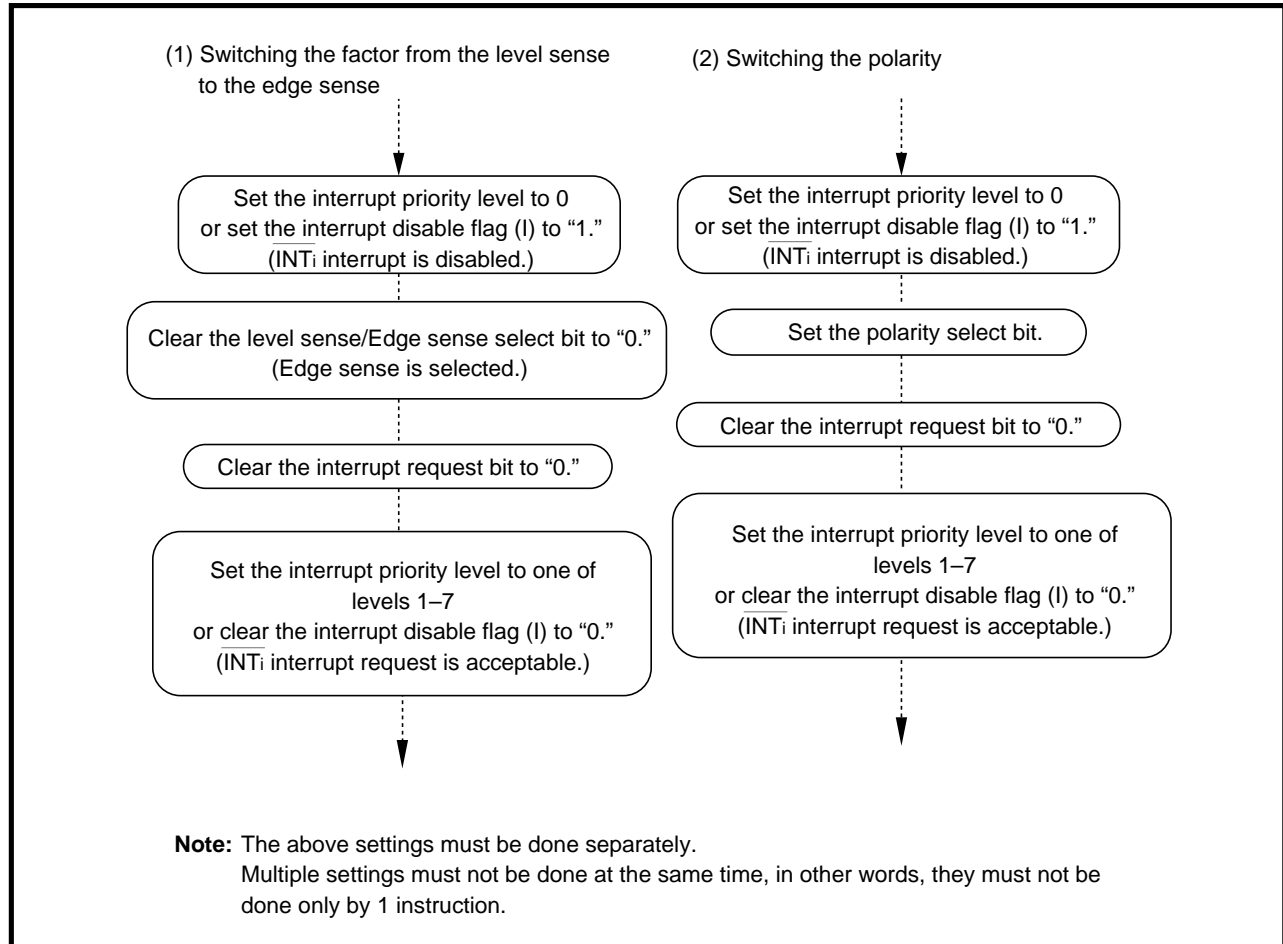 (1) Switching the factor from the level sense
to the edge sense
Set the interrupt priority level to 0
or set the interrupt disable flag (I) to “1.”
(INTi interrupt is disabled.)
Clear the level sense/Edge sense select bit to “0.”
(Edge sense is selected.)
Clear the interrupt request bit to “0.”
Set the interrupt priority level to one of
levels 1–7
or clear the interrupt disable flag (I) to “0.”
(INTi interrupt request is acceptable.)
(2) Switching the polarity
Set the interrupt priority level to 0
or set the interrupt disable flag (I) to “1.”
(INTi interrupt is disabled.)
Set the polarity select bit.
Clear the interrupt request bit to “0.”
Set the interrupt priority level to one of
levels 1–7
or clear the interrupt disable flag (I) to “0.”
(INTi interrupt request is acceptable.)
Note: The above settings must be done separately.
Multiple settings must not be done at the same time, in other words, they must not be
done only by 1 instruction.